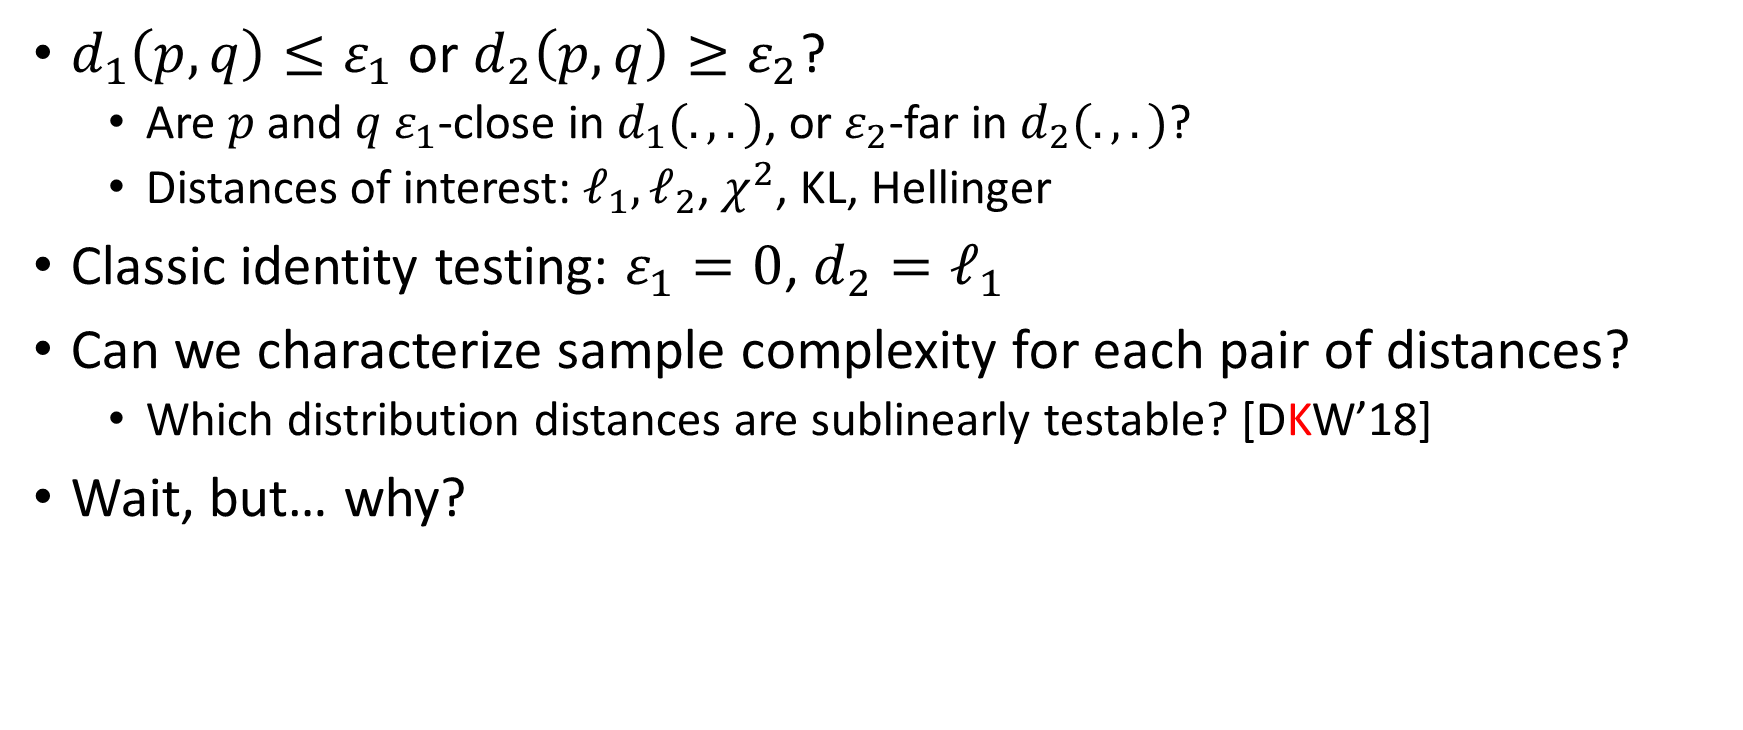 • 𝑑₁(𝑝, 𝑞) ≤ 𝜀₁ or 𝑑₂(𝑝, 𝑞) ≥ 𝜀₂?
• Are 𝑝 and 𝑞 𝜀₁-close in 𝑑₁(. , . ), or 𝜀₂-far in 𝑑₂(. , . )?
• Distances of interest: ℓ₁, ℓ₂, 𝜒², KL, Hellinger
• Classic identity testing: 𝜀₁ = 0, 𝑑₂ = ℓ₁
• Can we characterize sample complexity for each pair of distances?
• Which distribution distances are sublinearly testable? [DKW’18]
• Wait, but… why?